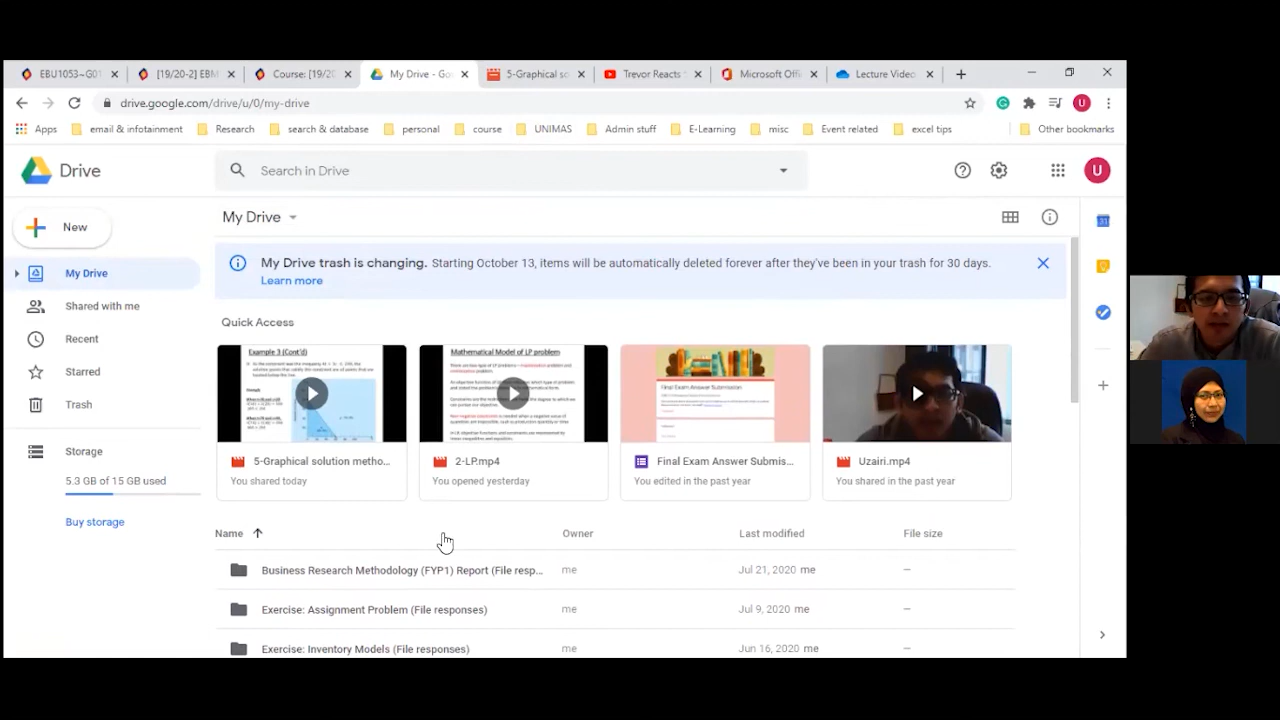 EBU1053~G01
[19/20-2] EBM
Course: [19/20
My Drive - Go
5-Graphical so
Trevor Reacts
Microsoft Offi
Lecture Video
drive.google.com/drive/u/0/my-drive
U
Apps
email & infotainment
Research
search & database
personal
course
UNIMAS
Admin stuff
E-Learning
misc
Event related
excel tips
Other bookmarks
Drive
Search in Drive
U
New
My Drive
31
My Drive trash is changing. Starting October 13, items will be automatically deleted forever after they've been in your trash for 30 days.
Learn more
My Drive
Shared with me
Recent
Starred
Trash
Storage
5.3 GB of 15 GB used
Buy storage
Quick Access
Example 3 (Cont'd)
Mathematical Model of LP problem
Final Exam Answer Submission
5-Graphical solution metho...
You shared today
2-LP.mp4
You opened yesterday
Final Exam Answer Submis...
You edited in the past year
Uzairi.mp4
You shared in the past year
Name
Owner
Last modified
File size
Business Research Methodology (FYP1) Report (File resp...
me
Jul 21, 2020 me
–
Exercise: Assignment Problem (File responses)
me
Jul 9, 2020 me
–
Exercise: Inventory Models (File responses)
me
Jun 16, 2020 me
–